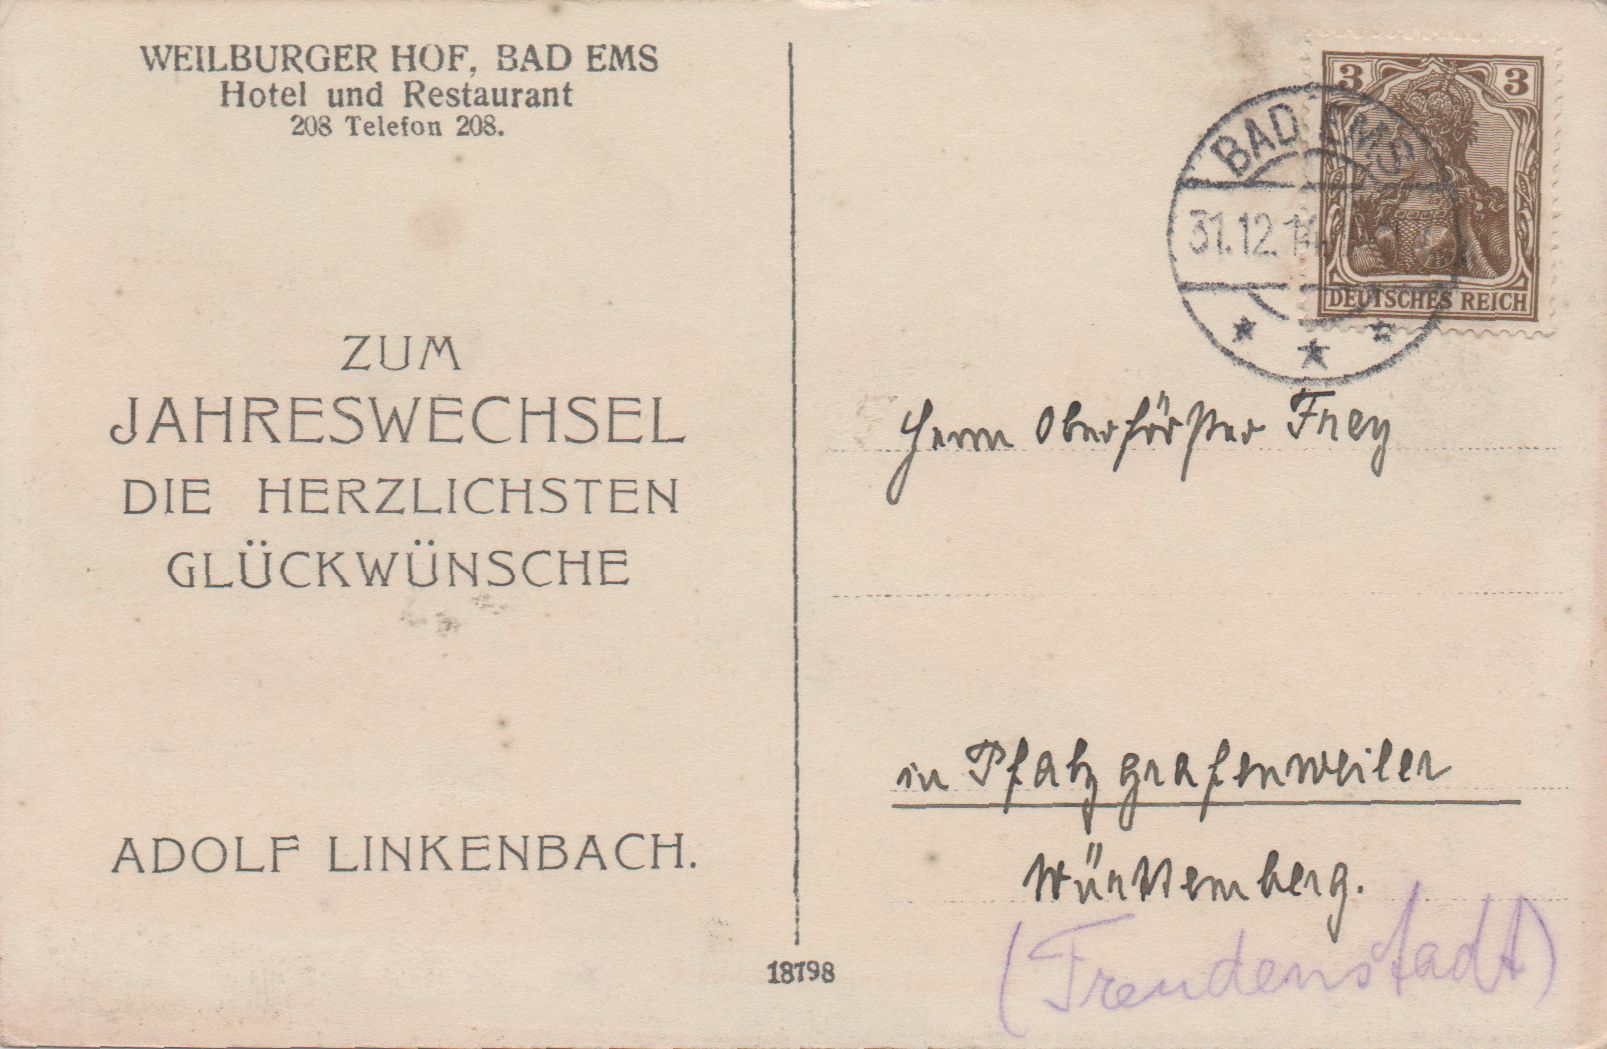 WEILBURGER HOF, BAD EMS
Hotel und Restaurant
208 Telefon 208.
ZUM
JAHRESWECHSEL
DIE HERZLICHSTEN
GLÜCKWÜNSCHE
ADOLF LINKENBACH.
18798
3 3
DEUTSCHES REICH
BAD EMS
31.12.14
Herrn Oberförster Frey
in Pfalzgrafenweiler
Württemberg.
(Freudenstadt)